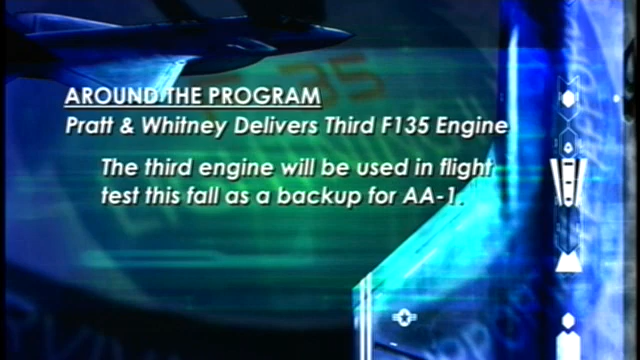 AROUND THE PROGRAM
Pratt & Whitney Delivers Third F135 Engine
The third engine will be used in flight
test this fall as a backup for AA-1.